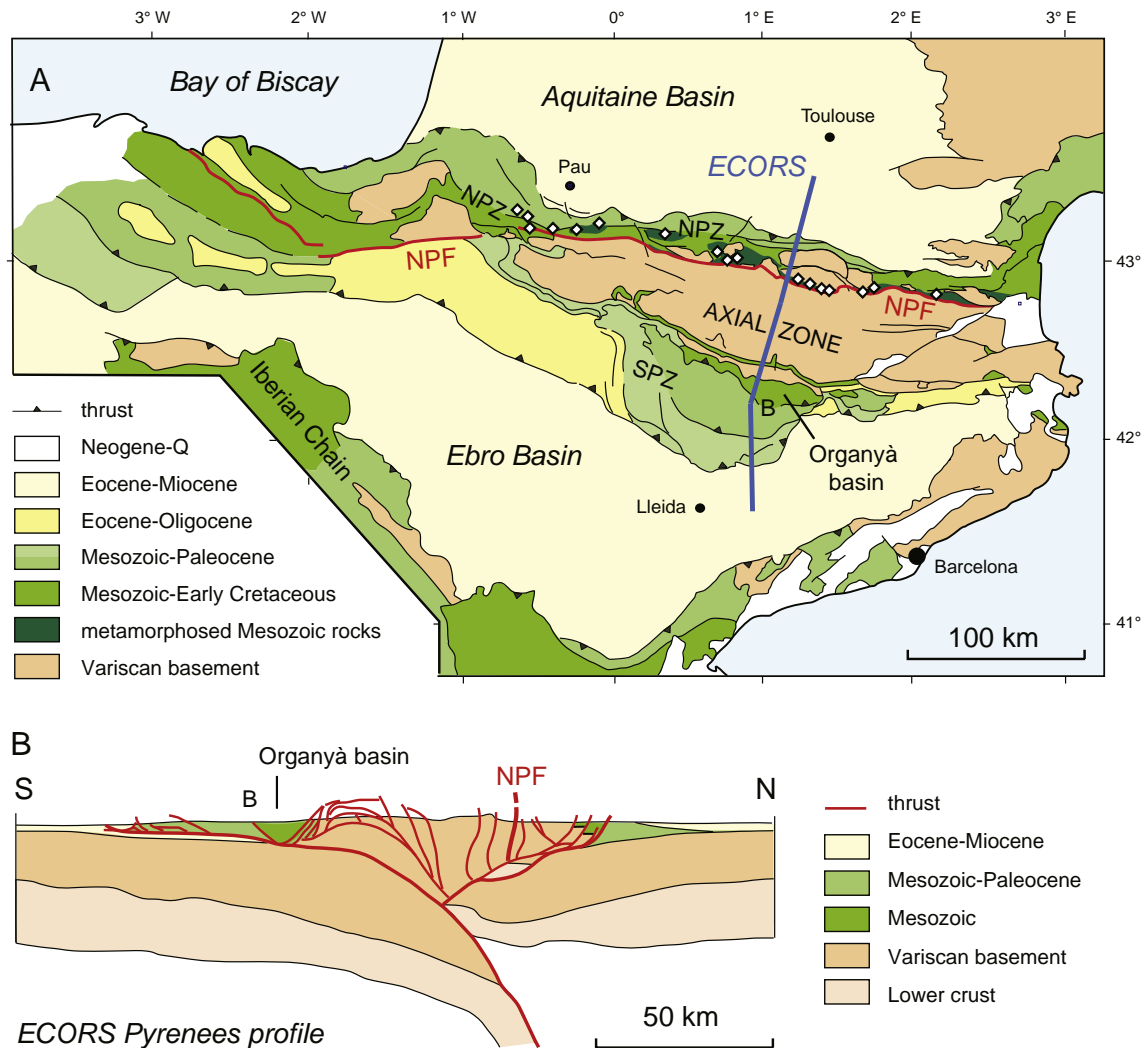 3° W
2° W
1° W
0°
1° E
2° E
3° E
A
Bay of Biscay
Aquitaine Basin
Toulouse
Pau
ECORS
NPZ
NPZ
43°
NPF
NPF
AXIAL ZONE
SPZ
B
Iberian Chain
42°
Ebro Basin
Organyà
basin
Lleida
Barcelona
41°
100 km
thrust
Neogene-Q
Eocene-Miocene
Eocene-Oligocene
Mesozoic-Paleocene
Mesozoic-Early Cretaceous
metamorphosed Mesozoic rocks
Variscan basement
B
Organyà basin
NPF
S
B
N
thrust
Eocene-Miocene
Mesozoic-Paleocene
Mesozoic
Variscan basement
Lower crust
ECORS Pyrenees profile
50 km